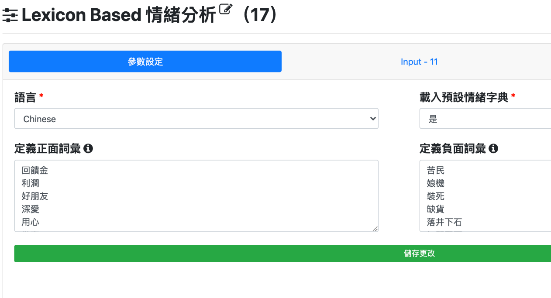 Lexicon Based 情緒分析 (17)
參數設定 Input - 11
語言 * 載入預設情緒字典 *
Chinese 是
定義正面詞彙 定義負面詞彙
回饋金 苦民
利潤 娘機
好朋友 裝死
深愛 缺貨
用心 落井下石
儲存更改